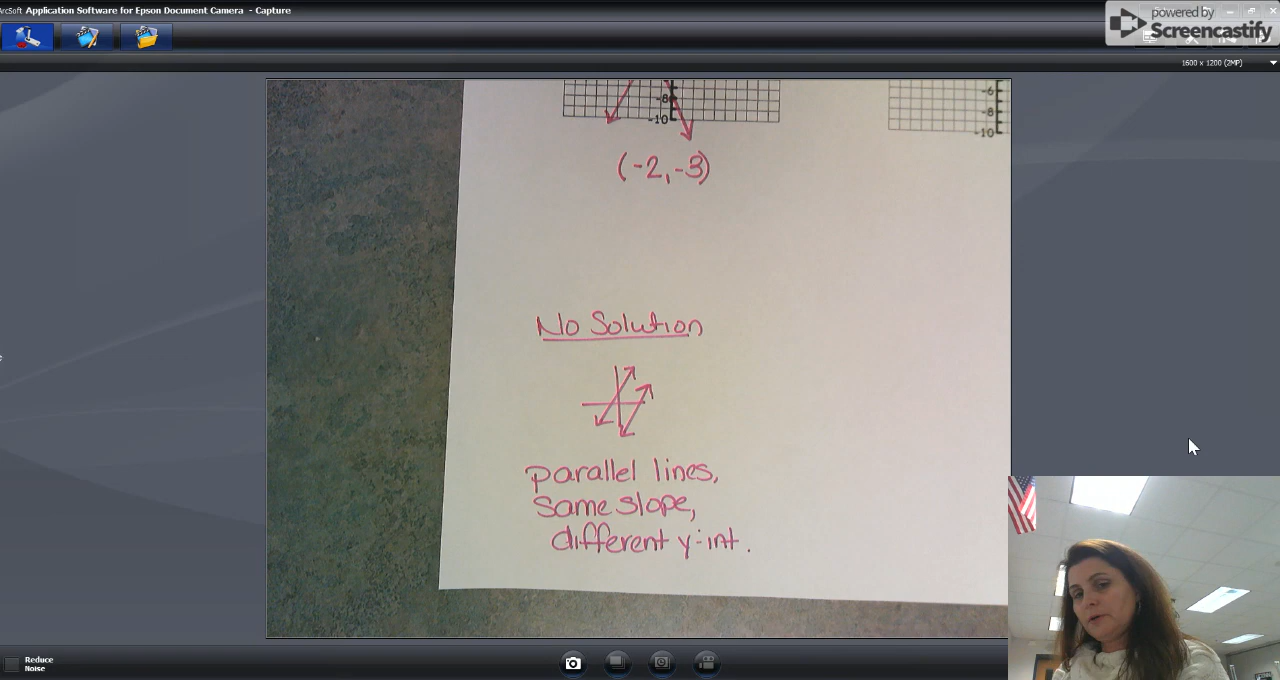 ArcSoft Application Software for Epson Document Camera - Capture
powered by
Screencastify
1600 x 1200 (2MP)
-8
-10
-6
-8
-10
(-2,-3)
No Solution
parallel lines,
same slope,
different y-int.
Reduce
Noise